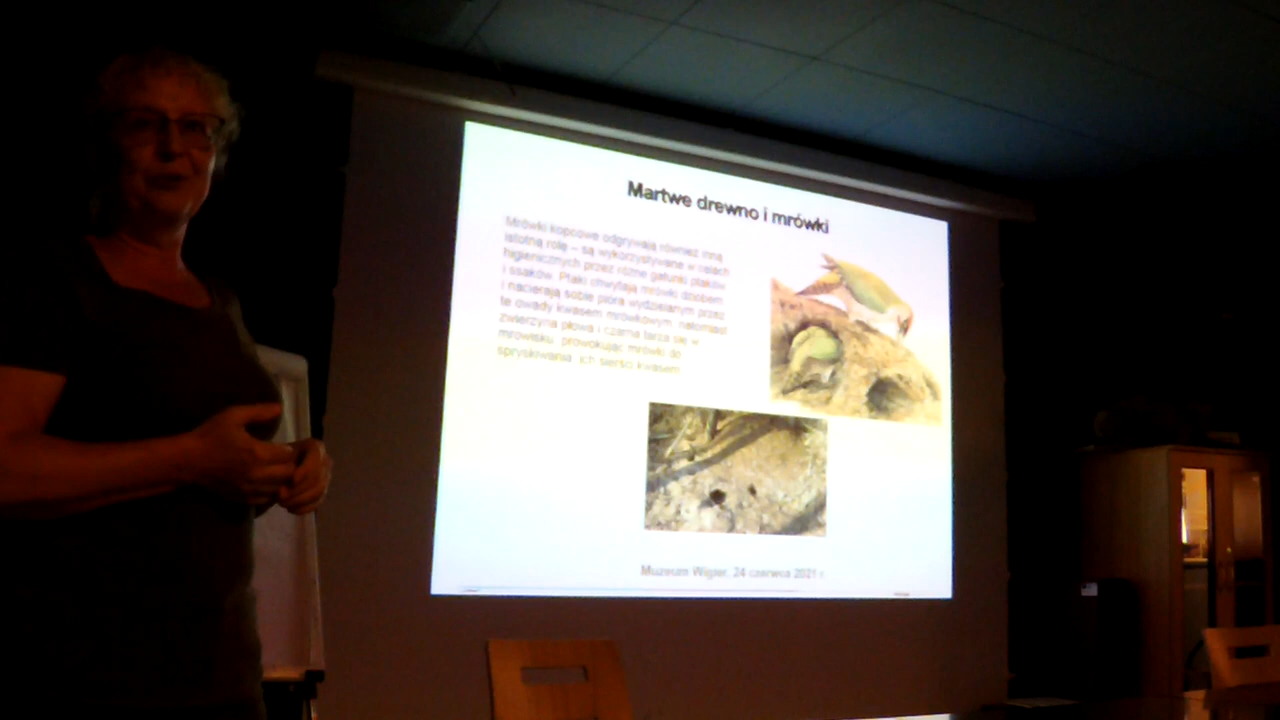 Martwe drewno i mrówki
Mrówki kopcowe odgrywają również inną
istotną rolę – są wykorzystywane w celach
higienicznych przez różne gatunki ptaków
i ssaków. Ptaki chwytają mrówki dziobem
i nacierają sobie pióra wydzielanym przez
te owady kwasem mrówkowym, natomiast
zwierzyna płowa i czarna tarza się w
mrowisku, prowokując mrówki do
spryskiwania ich sierści kwasem.
Muzeum Wigier, 24 czerwca 2021 r.